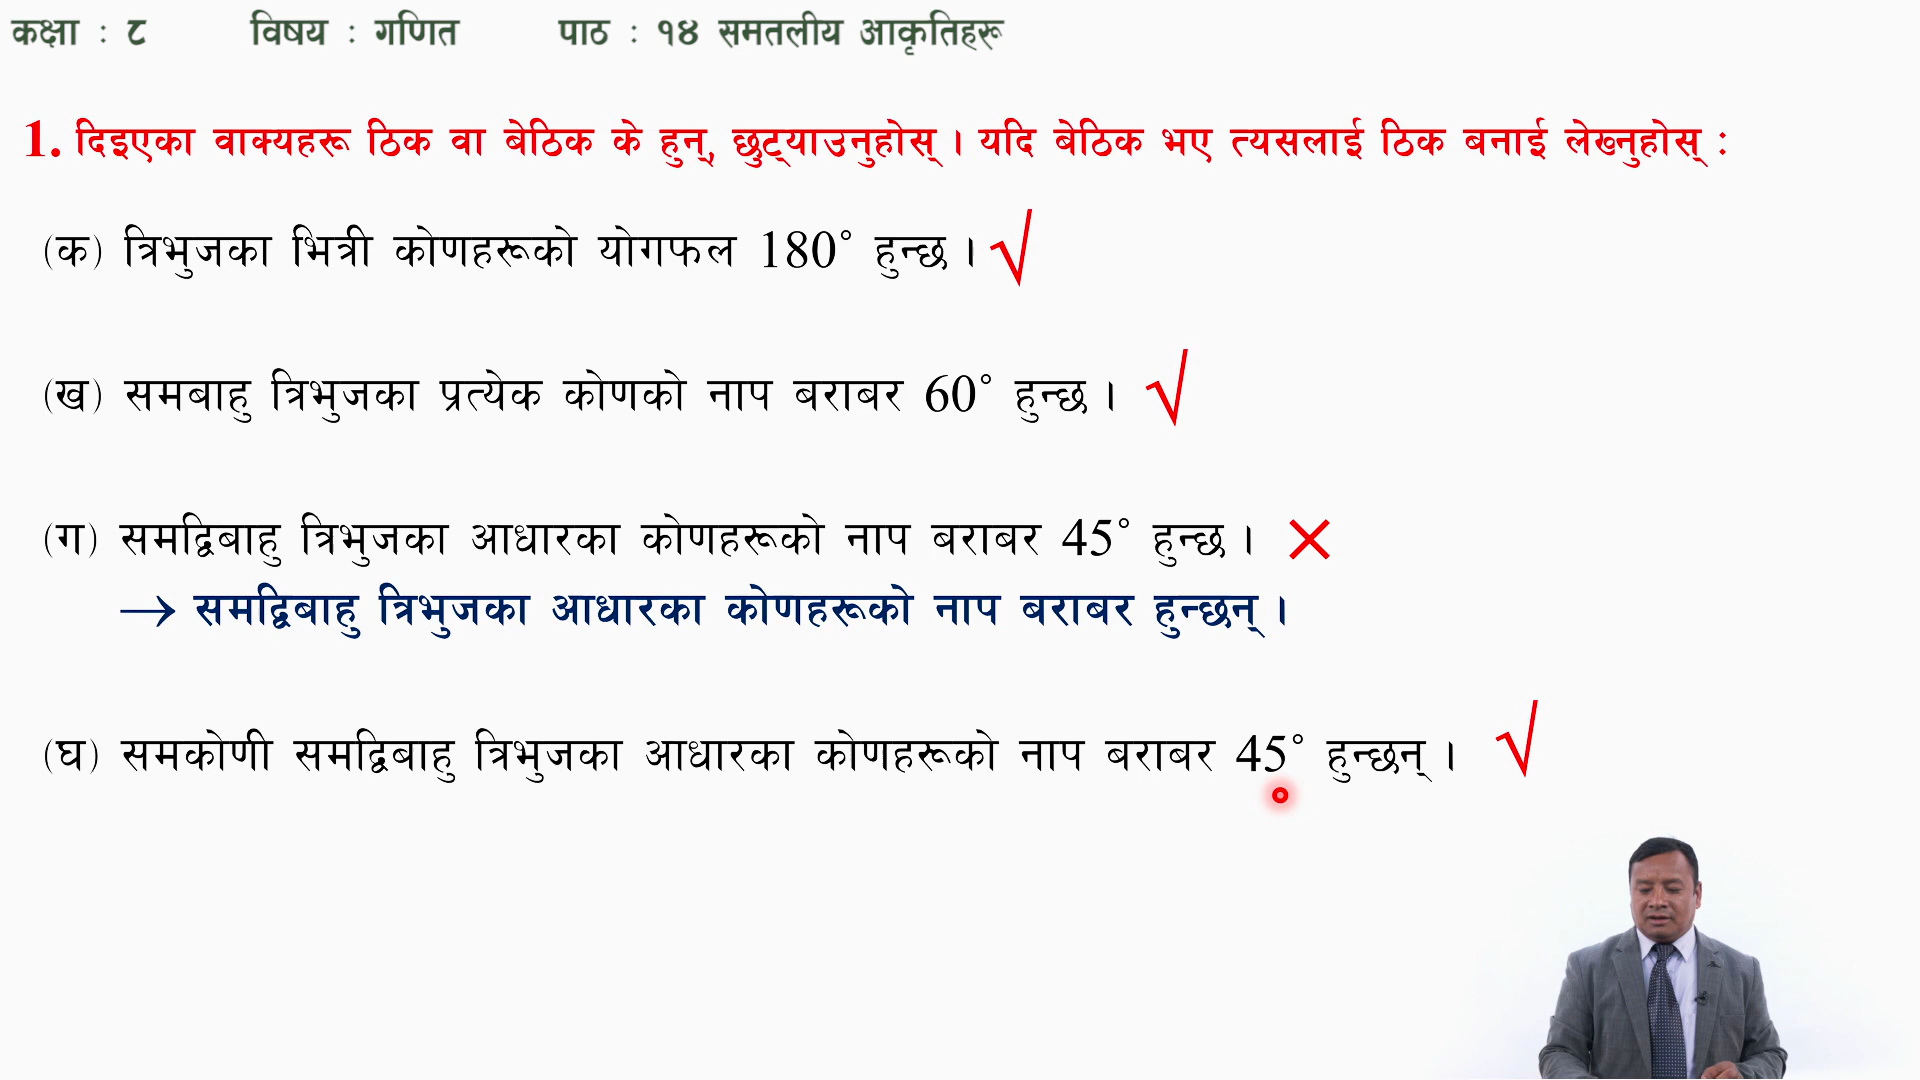 कक्षा : ८ विषय : गणित पाठ : १४ समतलीय आकृतिहरू
1. दिइएका वाक्यहरू ठिक वा बेठिक के हुन्, छुट्याउनुहोस् । यदि बेठिक भए त्यसलाई ठिक बनाई लेख्नुहोस् :
(क) त्रिभुजका भित्री कोणहरूको योगफल 180° हुन्छ । √
(ख) समबाहु त्रिभुजका प्रत्येक कोणको नाप बराबर 60° हुन्छ । √
(ग) समद्विबाहु त्रिभुजका आधारका कोणहरूको नाप बराबर 45° हुन्छ । ×
→ समद्विबाहु त्रिभुजका आधारका कोणहरूको नाप बराबर हुन्छन् ।
(घ) समकोणी समद्विबाहु त्रिभुजका आधारका कोणहरूको नाप बराबर 45° हुन्छन् । √